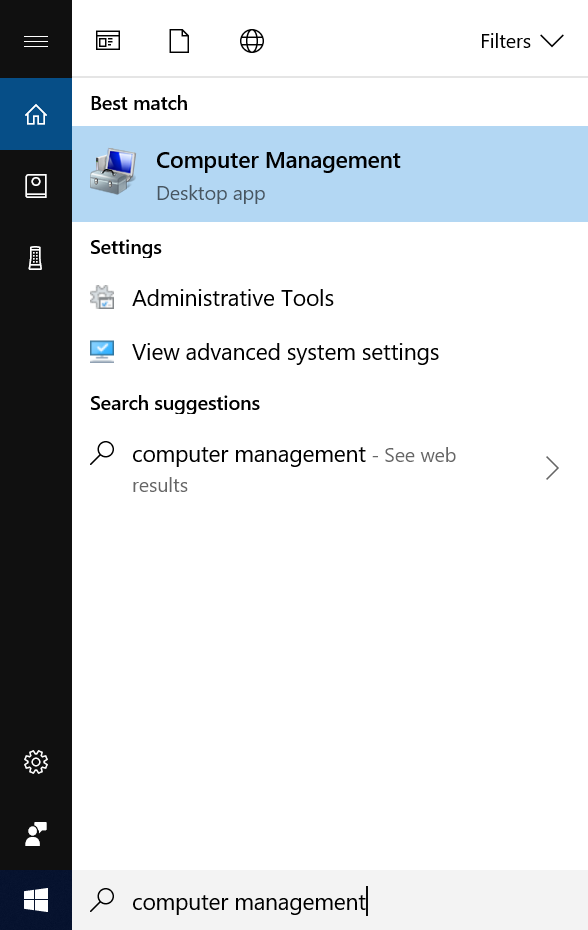 Filters
Best match
Computer Management
Desktop app
Settings
Administrative Tools
View advanced system settings
Search suggestions
computer management - See web
results
computer management